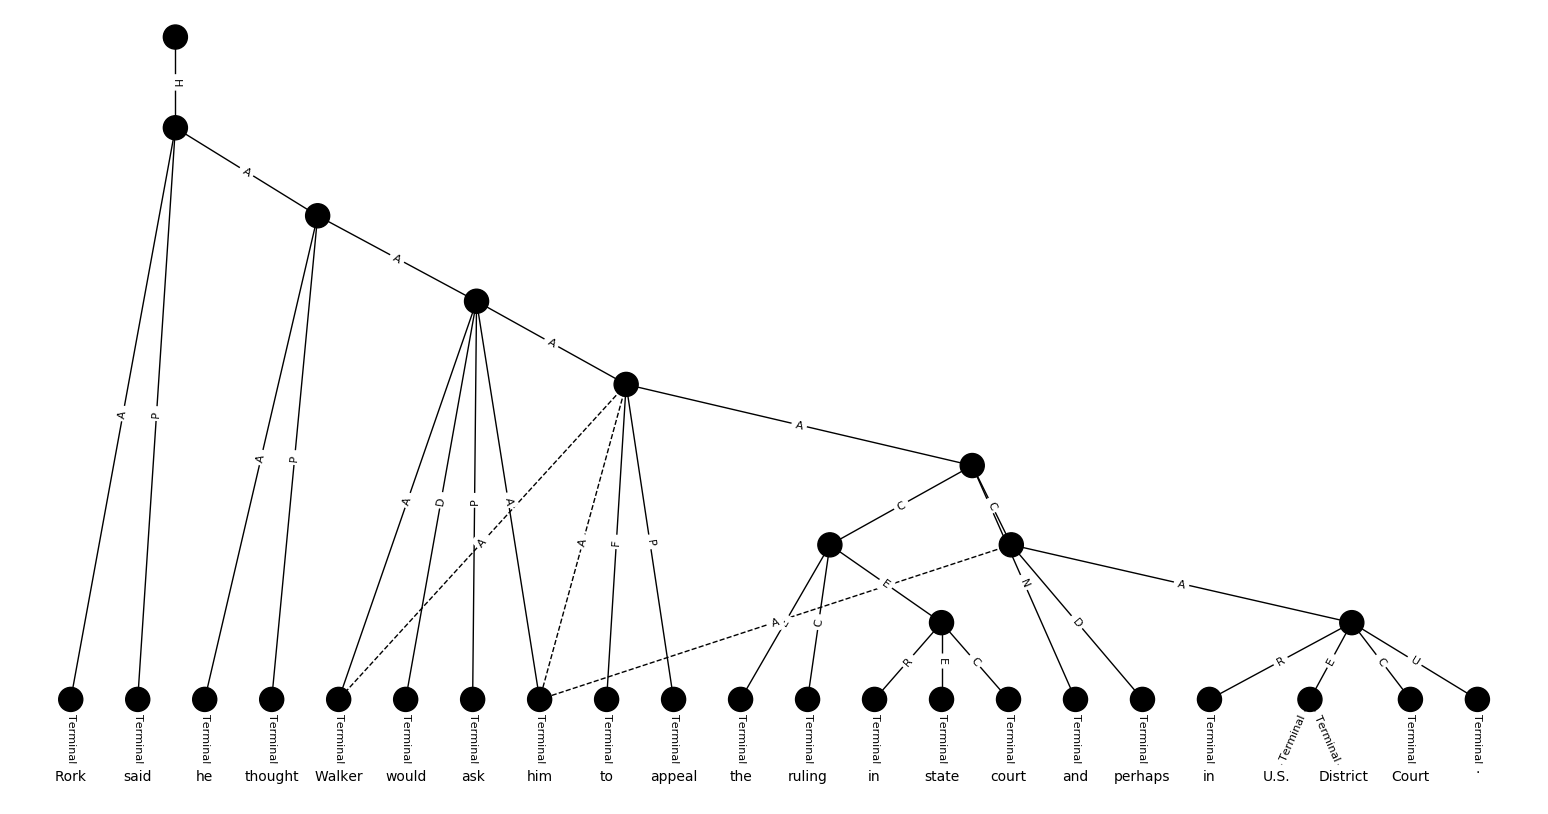 H
A
A
A
A
P
A
A
P
A
P
A
D
P
A
A
A
F
P
C
C
E
A
C
N
D
A
R
E
C
R
E
C
U
Terminal Terminal Terminal Terminal Terminal Terminal Terminal Terminal Terminal Terminal Terminal Terminal Terminal Terminal Terminal Terminal Terminal Terminal Terminal Terminal Terminal Terminal
Rork said he thought Walker would ask him to appeal the ruling in state court and perhaps in U.S. District Court .